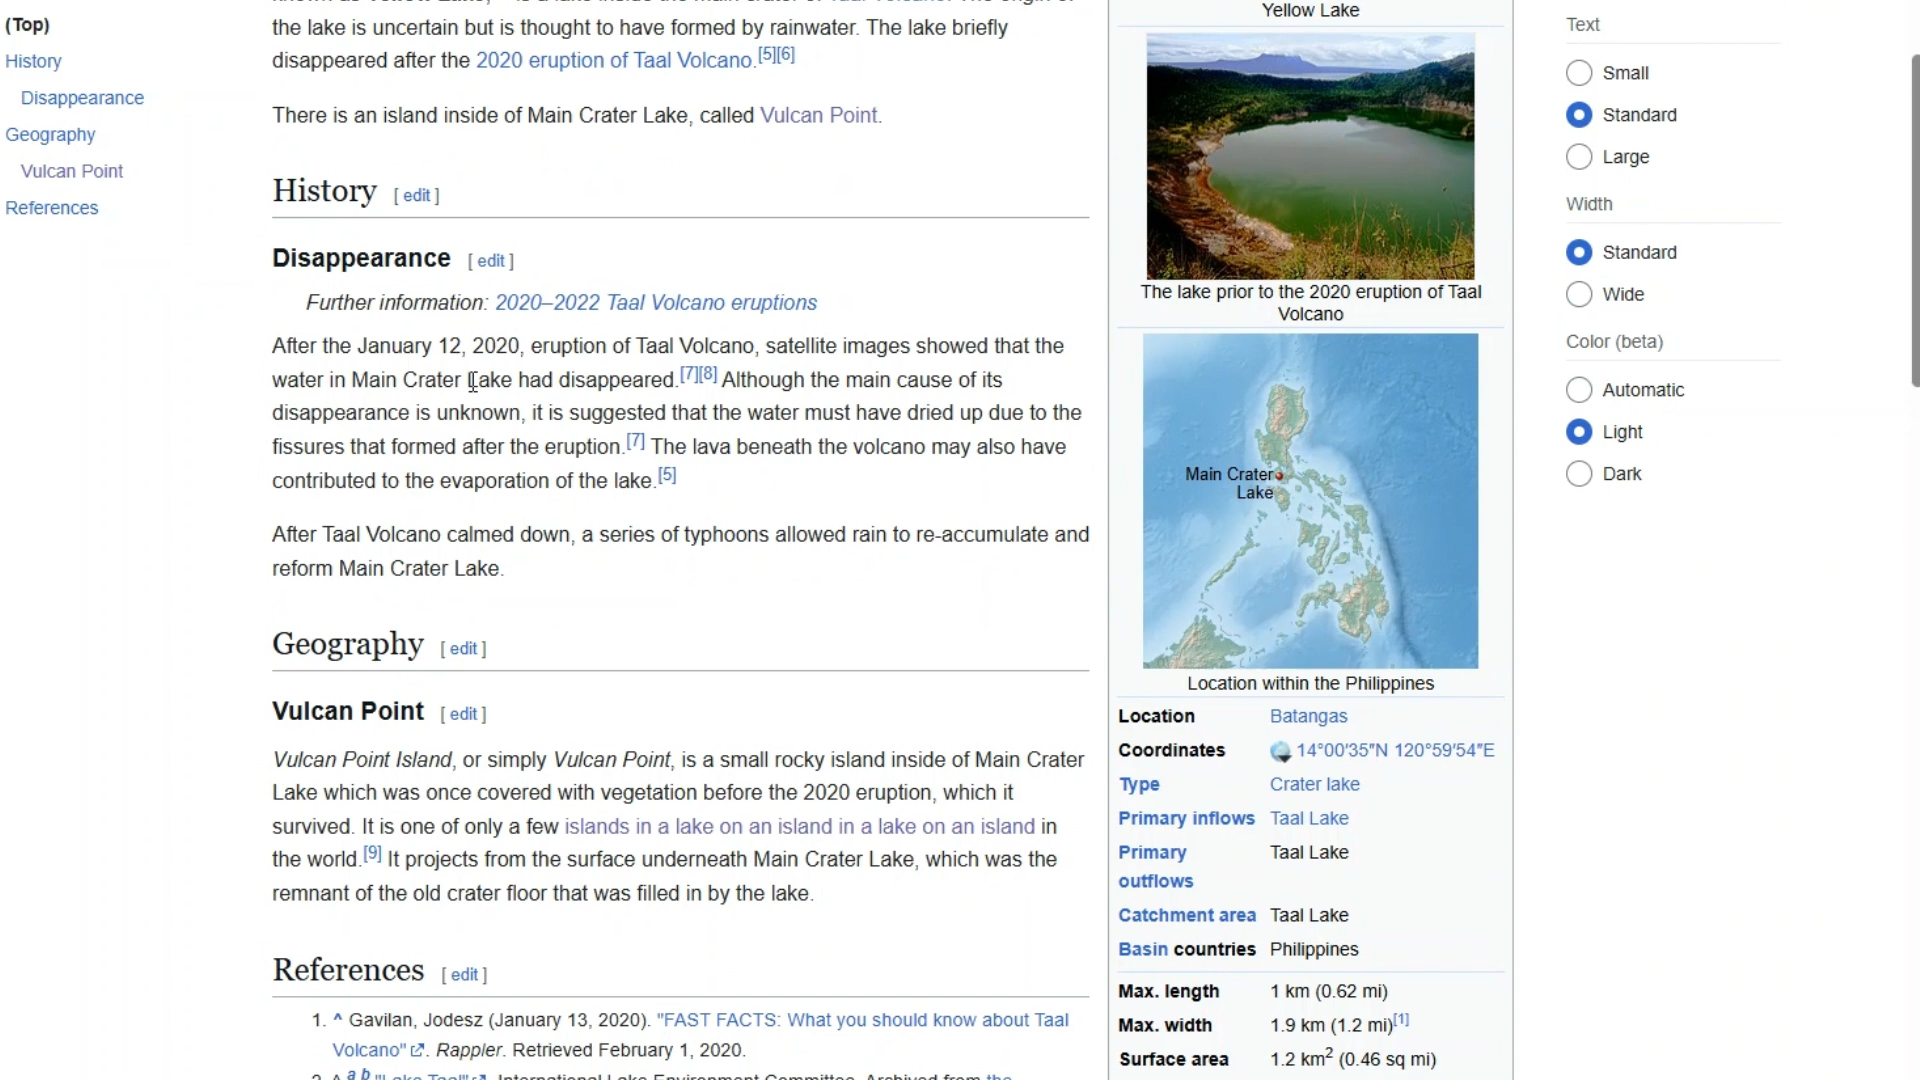 (Top)
History
Disappearance
Geography
Vulcan Point
References
the lake is uncertain but is thought to have formed by rainwater. The lake briefly
disappeared after the 2020 eruption of Taal Volcano.[5][6]
There is an island inside of Main Crater Lake, called Vulcan Point.
History [ edit ]
Disappearance [ edit ]
Further information: 2020–2022 Taal Volcano eruptions
After the January 12, 2020, eruption of Taal Volcano, satellite images showed that the
water in Main Crater Lake had disappeared.[7][8] Although the main cause of its
disappearance is unknown, it is suggested that the water must have dried up due to the
fissures that formed after the eruption.[7] The lava beneath the volcano may also have
contributed to the evaporation of the lake.[5]
After Taal Volcano calmed down, a series of typhoons allowed rain to re-accumulate and
reform Main Crater Lake.
Geography [ edit ]
Vulcan Point [ edit ]
Vulcan Point Island, or simply Vulcan Point, is a small rocky island inside of Main Crater
Lake which was once covered with vegetation before the 2020 eruption, which it
survived. It is one of only a few islands in a lake on an island in a lake on an island in
the world.[9] It projects from the surface underneath Main Crater Lake, which was the
remnant of the old crater floor that was filled in by the lake.
References [ edit ]
1. ^ Gavilan, Jodesz (January 13, 2020). "FAST FACTS: What you should know about Taal
Volcano". Rappler. Retrieved February 1, 2020.
Yellow Lake
The lake prior to the 2020 eruption of Taal
Volcano
Main Crater
Lake
Location within the Philippines
Location Batangas
Coordinates 14°00′35″N 120°59′54″E
Type Crater lake
Primary inflows Taal Lake
Primary Taal Lake
outflows
Catchment area Taal Lake
Basin countries Philippines
Max. length 1 km (0.62 mi)
Max. width 1.9 km (1.2 mi)[1]
Surface area 1.2 km2 (0.46 sq mi)
Text
Small
Standard
Large
Width
Standard
Wide
Color (beta)
Automatic
Light
Dark